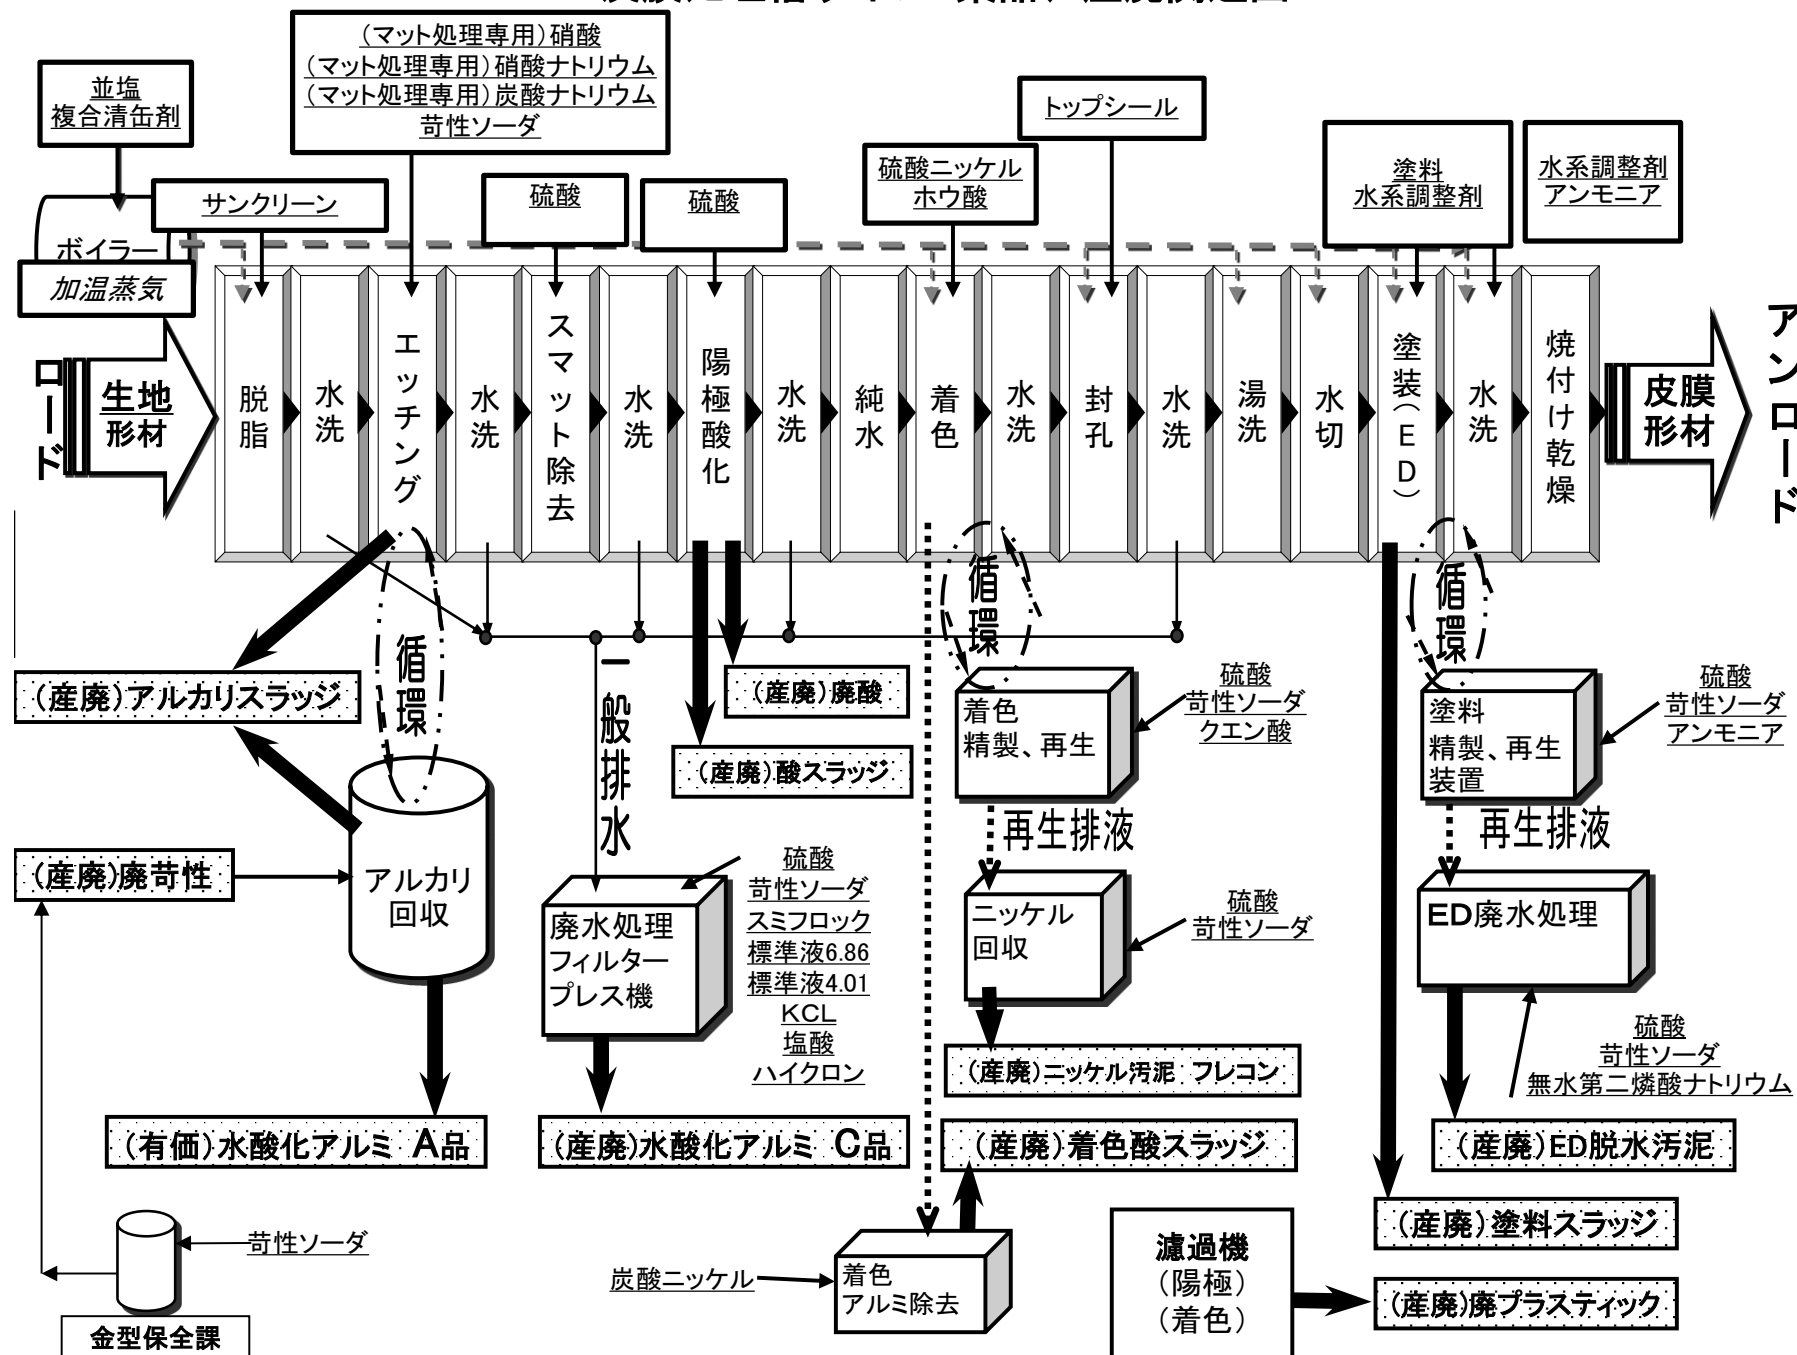 並塩
複合清缶剤
(マット処理専用)硝酸
(マット処理専用)硝酸ナトリウム
(マット処理専用)炭酸ナトリウム
苛性ソーダ
サンクリーン
硫酸
硫酸
硫酸ニッケル
ホウ酸
トップシール
塗料
水系調整剤
水系調整剤
アンモニア
ボイラー
加温蒸気
ロード
生地
形材
脱脂
水洗
エッチング
水洗
スマット除去
水洗
陽極酸化
水洗
純水
着色
水洗
封孔
水洗
湯洗
水切
塗装(ED)
水洗
焼付け乾燥
皮膜
形材
アンロード
循環
循環
循環
一般排水
(産廃)アルカリスラッジ
(産廃)廃酸
(産廃)酸スラッジ
着色
精製、再生
硫酸
苛性ソーダ
クエン酸
塗料
精製、再生
装置
硫酸
苛性ソーダ
アンモニア
再生排液
再生排液
(産廃)廃苛性
アルカリ
回収
廃水処理
フィルター
プレス機
硫酸
苛性ソーダ
スミフロック
標準液6.86
標準液4.01
KCL
塩酸
ハイクロン
ニッケル
回収
硫酸
苛性ソーダ
ED廃水処理
硫酸
苛性ソーダ
無水第二燐酸ナトリウム
(産廃)ニッケル汚泥 フレコン
(有価)水酸化アルミ A品
(産廃)水酸化アルミ C品
(産廃)着色酸スラッジ
(産廃)ED脱水汚泥
(産廃)塗料スラッジ
苛性ソーダ
金型保全課
炭酸ニッケル
着色
アルミ除去
濾過機
(陽極)
(着色)
(産廃)廃プラスティック